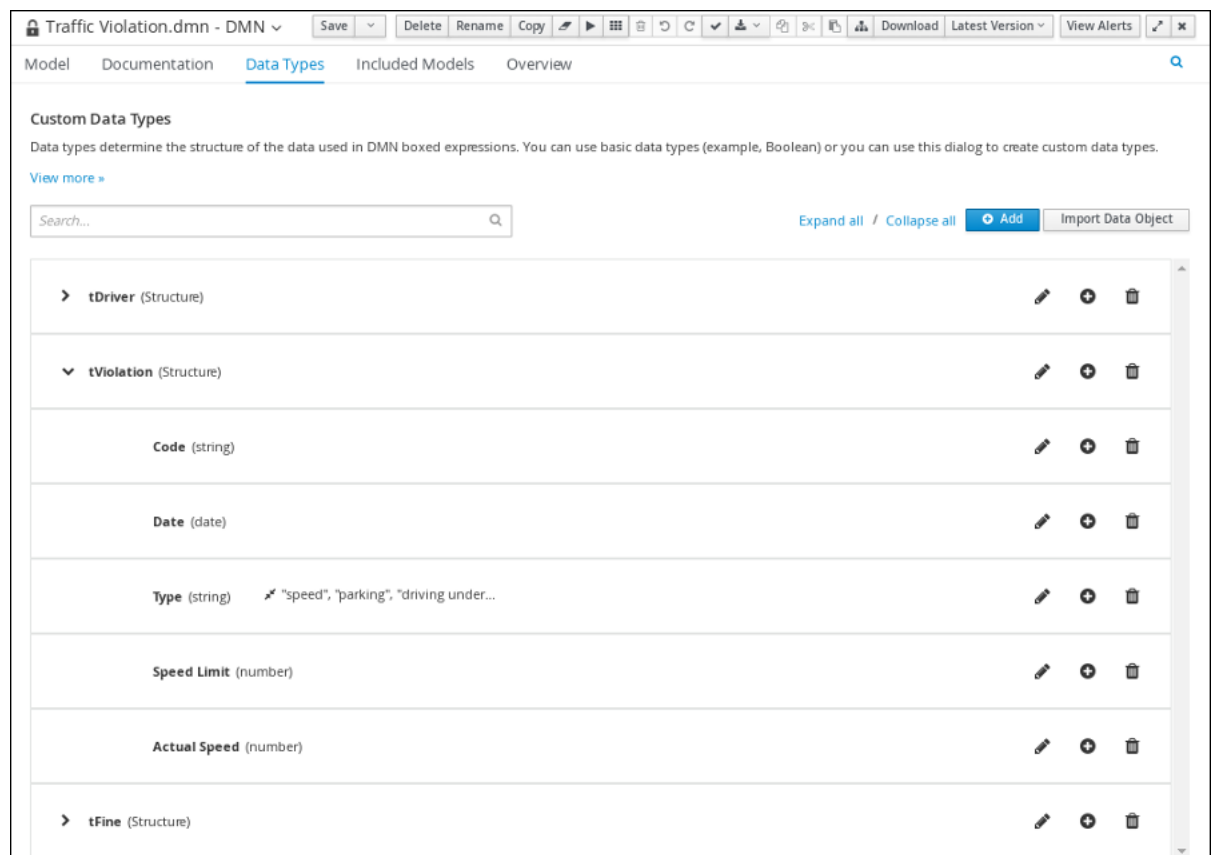 Traffic Violation.dmn - DMN Save Delete Rename Copy Download Latest Version View Alerts
Model Documentation Data Types Included Models Overview
Custom Data Types
Data types determine the structure of the data used in DMN boxed expressions. You can use basic data types (example, Boolean) or you can use this dialog to create custom data types.
View more »
Search... Expand all / Collapse all Add Import Data Object
tDriver (Structure)
tViolation (Structure)
Code (string)
Date (date)
Type (string) "speed", "parking", "driving under...
Speed Limit (number)
Actual Speed (number)
tFine (Structure)